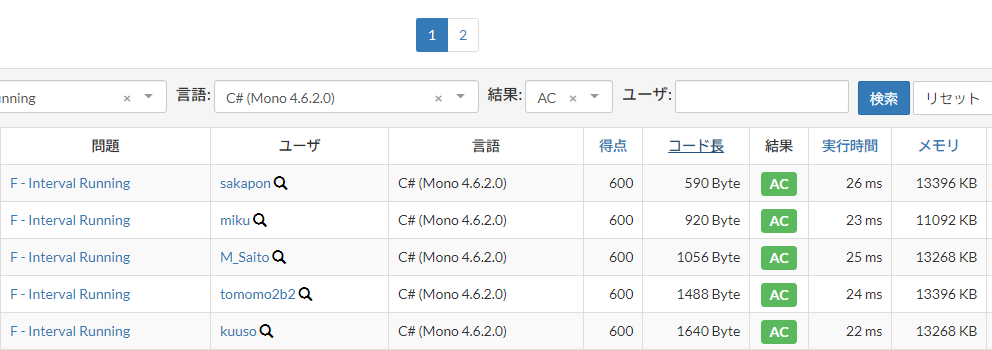 1 2
nning × 言語: C# (Mono 4.6.2.0) × 結果: AC × ユーザ: 検索 リセット
問題 ユーザ 言語 得点 コード長 結果 実行時間 メモリ
F - Interval Running sakapon C# (Mono 4.6.2.0) 600 590 Byte AC 26 ms 13396 KB
F - Interval Running miku C# (Mono 4.6.2.0) 600 920 Byte AC 23 ms 11092 KB
F - Interval Running M_Saito C# (Mono 4.6.2.0) 600 1056 Byte AC 25 ms 13268 KB
F - Interval Running tomomo2b2 C# (Mono 4.6.2.0) 600 1488 Byte AC 24 ms 13396 KB
F - Interval Running kuuso C# (Mono 4.6.2.0) 600 1640 Byte AC 22 ms 13268 KB